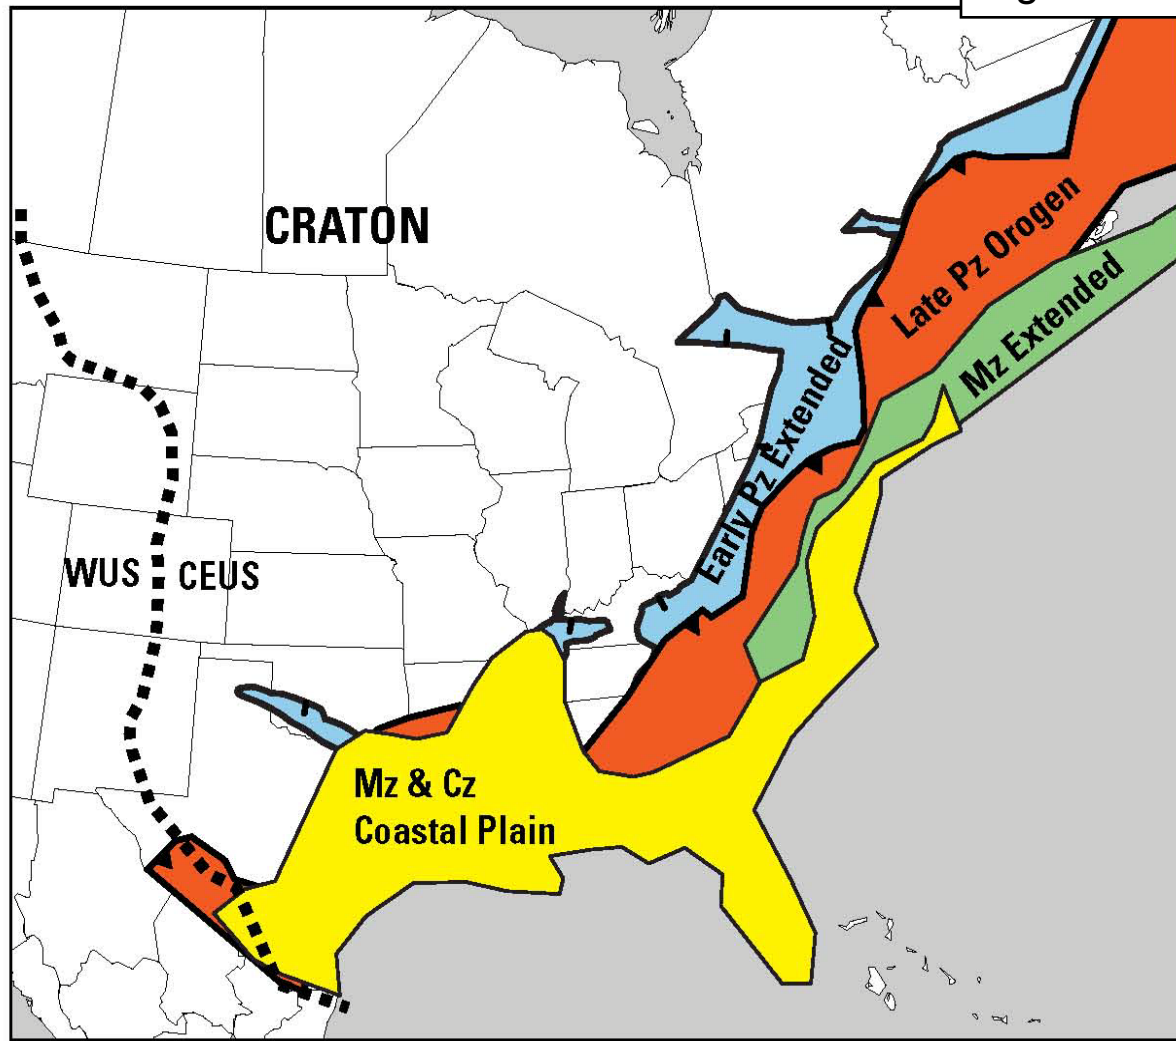 CRATON
Late Pz Orogen
Mz Extended
Early Pz Extended
WUS CEUS
Mz & Cz
Coastal Plain